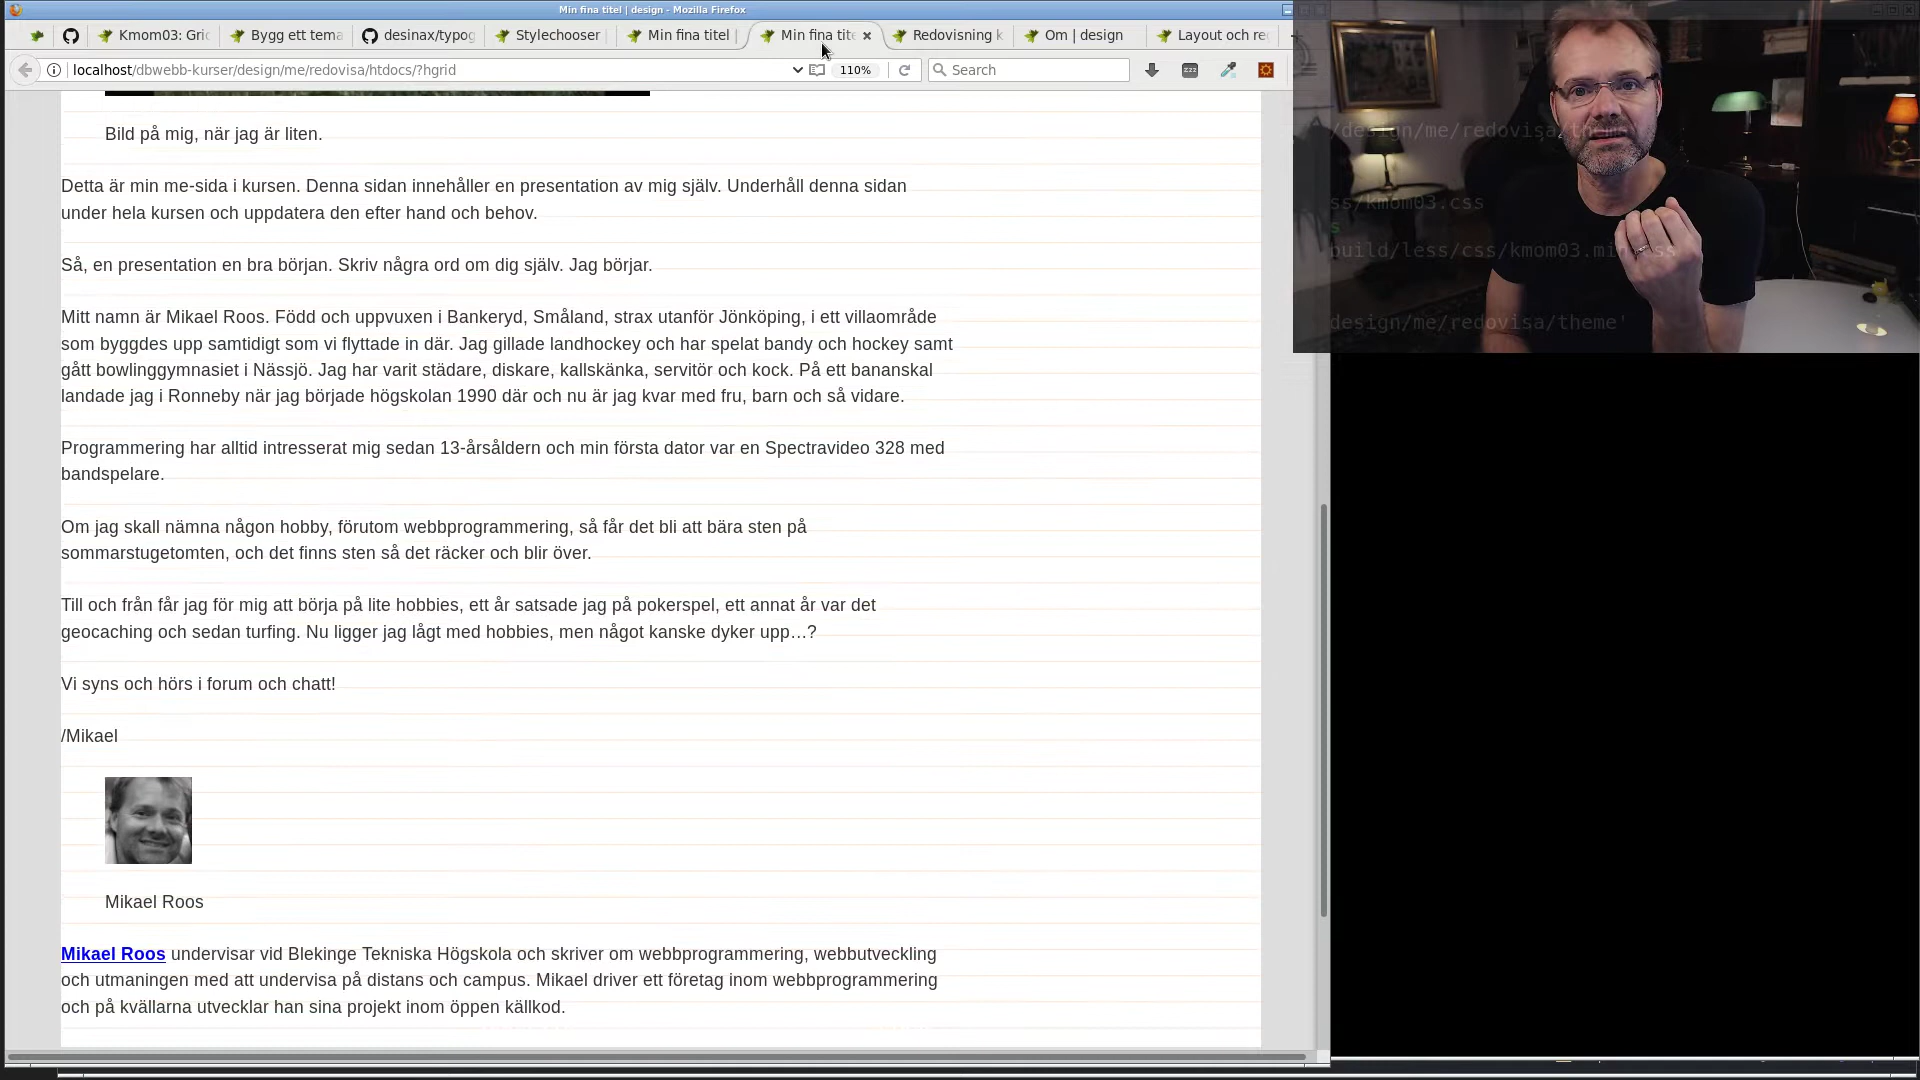 Min fina titel | design - Mozilla Firefox
Kmom03: Gric
Bygg ett tema
desinax/typog
Stylechooser
Min fina titel |
Min fina tite
Redovisning k
Om | design
Layout och re
localhost/dbwebb-kurser/design/me/redovisa/htdocs/?hgrid
110%
Search
Bild på mig, när jag är liten.
Detta är min me-sida i kursen. Denna sidan innehåller en presentation av mig själv. Underhåll denna sidan
under hela kursen och uppdatera den efter hand och behov.
Så, en presentation en bra början. Skriv några ord om dig själv. Jag börjar.
Mitt namn är Mikael Roos. Född och uppvuxen i Bankeryd, Småland, strax utanför Jönköping, i ett villaområde
som byggdes upp samtidigt som vi flyttade in där. Jag gillade landhockey och har spelat bandy och hockey samt
gått bowlinggymnasiet i Nässjö. Jag har varit städare, diskare, kallskänka, servitör och kock. På ett bananskal
landade jag i Ronneby när jag började högskolan 1990 där och nu är jag kvar med fru, barn och så vidare.
Programmering har alltid intresserat mig sedan 13-årsåldern och min första dator var en Spectravideo 328 med
bandspelare.
Om jag skall nämna någon hobby, förutom webbprogrammering, så får det bli att bära sten på
sommarstugetomten, och det finns sten så det räcker och blir över.
Till och från får jag för mig att börja på lite hobbies, ett år satsade jag på pokerspel, ett annat år var det
geocaching och sedan turfing. Nu ligger jag lågt med hobbies, men något kanske dyker upp…?
Vi syns och hörs i forum och chatt!
/Mikael
Mikael Roos
Mikael Roos undervisar vid Blekinge Tekniska Högskola och skriver om webbprogrammering, webbutveckling
och utmaningen med att undervisa på distans och campus. Mikael driver ett företag inom webbprogrammering
och på kvällarna utvecklar han sina projekt inom öppen källkod.
/design/me/redovisa/theme
ss/kmom03.css
s
build/less/css/kmom03.min.css
design/me/redovisa/theme'